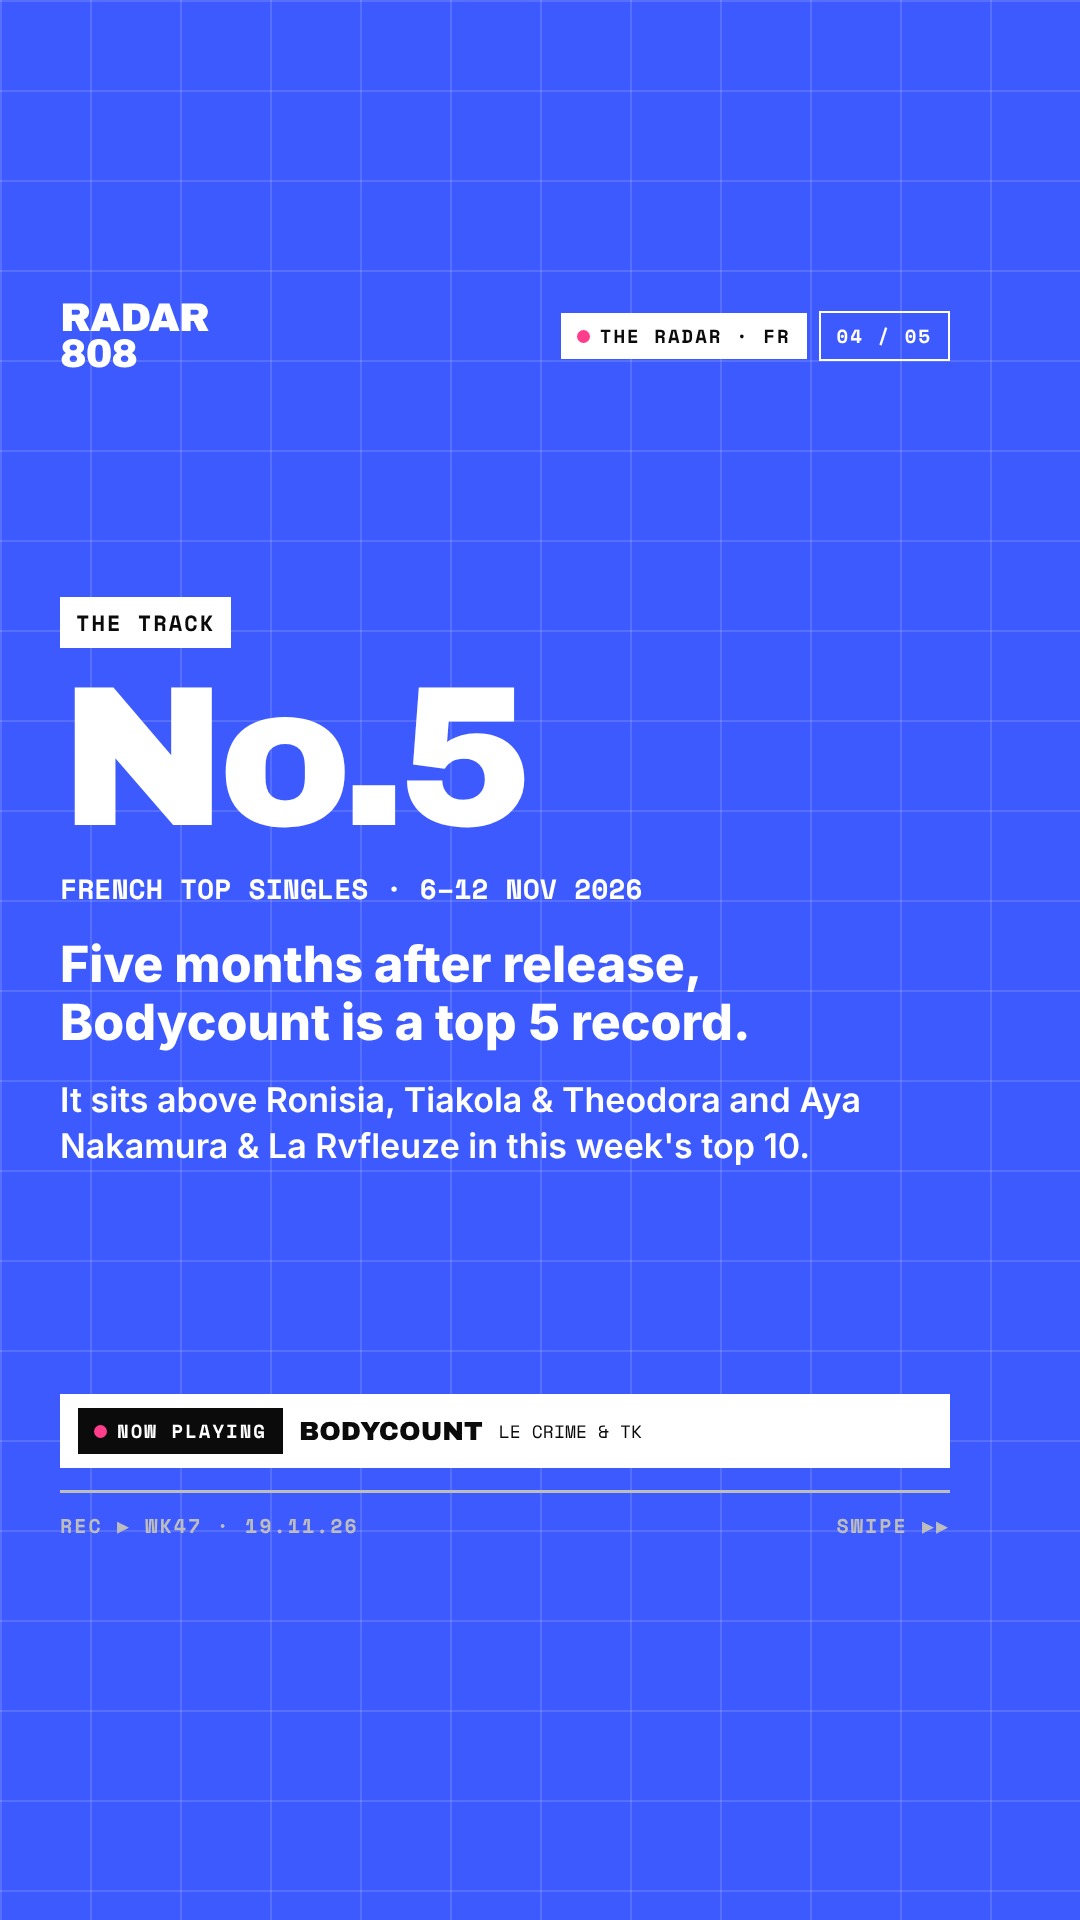 RADAR
808
THE RADAR · FR
04 / 05
THE TRACK
No.5
FRENCH TOP SINGLES · 6–12 NOV 2026
Five months after release,
Bodycount is a top 5 record.
It sits above Ronisia, Tiakola & Theodora and Aya
Nakamura & La Rvfleuze in this week's top 10.
NOW PLAYING BODYCOUNT LE CRIME & TK
REC ▶ WK47 · 19.11.26
SWIPE ▶▶